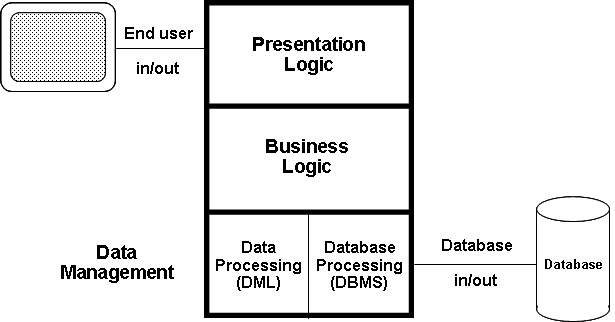 End user
in/out
Presentation
Logic
Business
Logic
Data
Management
Data
Processing
(DML)
Database
Processing
(DBMS)
Database
in/out
Database